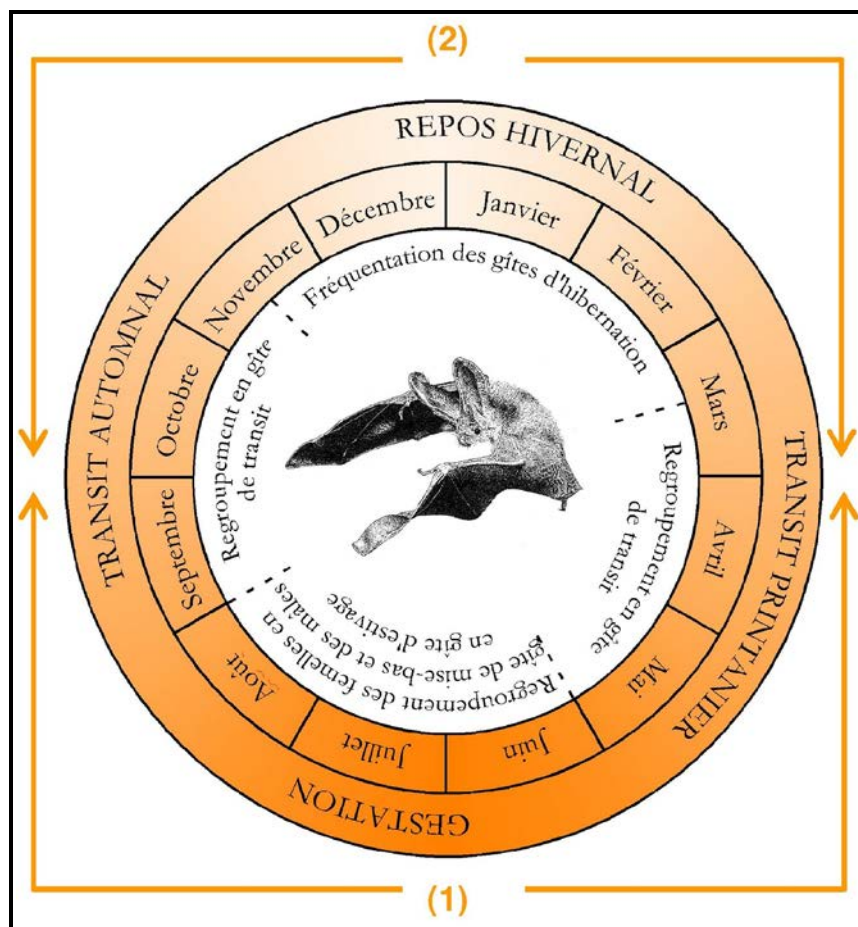 (2)
REPOS HIVERNAL
TRANSIT PRINTANIER
GESTATION
TRANSIT AUTOMNAL
Janvier
Février
Mars
Avril
Mai
Juin
Juillet
Août
Septembre
Octobre
Novembre
Décembre
Fréquentation des gîtes d'hibernation
Regroupement en gîte
de transit
Regroupement des femelles en
gîte de mise-bas et des mâles
en gîte d'estivage
Regroupement en gîte
de transit
(1)